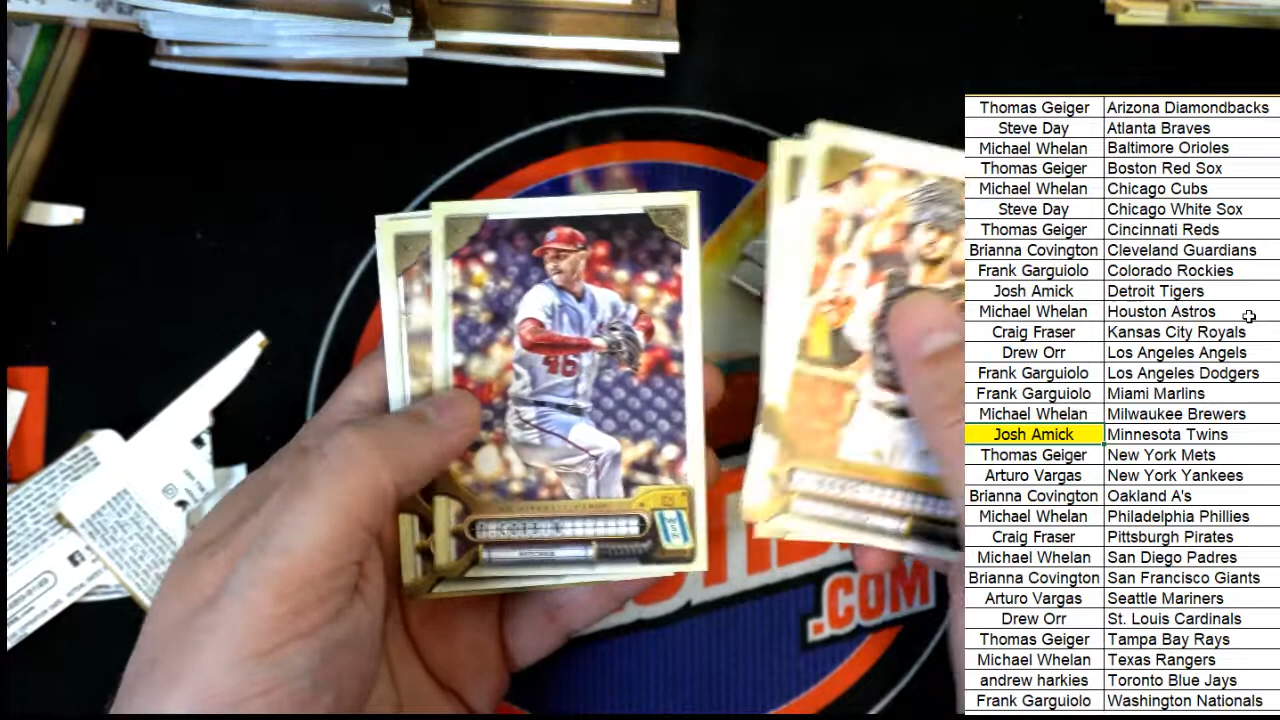 Thomas Geiger Arizona Diamondbacks
Steve Day Atlanta Braves
Michael Whelan Baltimore Orioles
Thomas Geiger Boston Red Sox
Michael Whelan Chicago Cubs
Steve Day Chicago White Sox
Thomas Geiger Cincinnati Reds
Brianna Covington Cleveland Guardians
Frank Garguiolo Colorado Rockies
Josh Amick Detroit Tigers
Michael Whelan Houston Astros
Craig Fraser Kansas City Royals
Drew Orr Los Angeles Angels
Frank Garguiolo Los Angeles Dodgers
Frank Garguiolo Miami Marlins
Michael Whelan Milwaukee Brewers
Josh Amick Minnesota Twins
Thomas Geiger New York Mets
Arturo Vargas New York Yankees
Brianna Covington Oakland A's
Michael Whelan Philadelphia Phillies
Craig Fraser Pittsburgh Pirates
Michael Whelan San Diego Padres
Brianna Covington San Francisco Giants
Arturo Vargas Seattle Mariners
Drew Orr St. Louis Cardinals
Thomas Geiger Tampa Bay Rays
Michael Whelan Texas Rangers
andrew harkies Toronto Blue Jays
Frank Garguiolo Washington Nationals
46
.COM